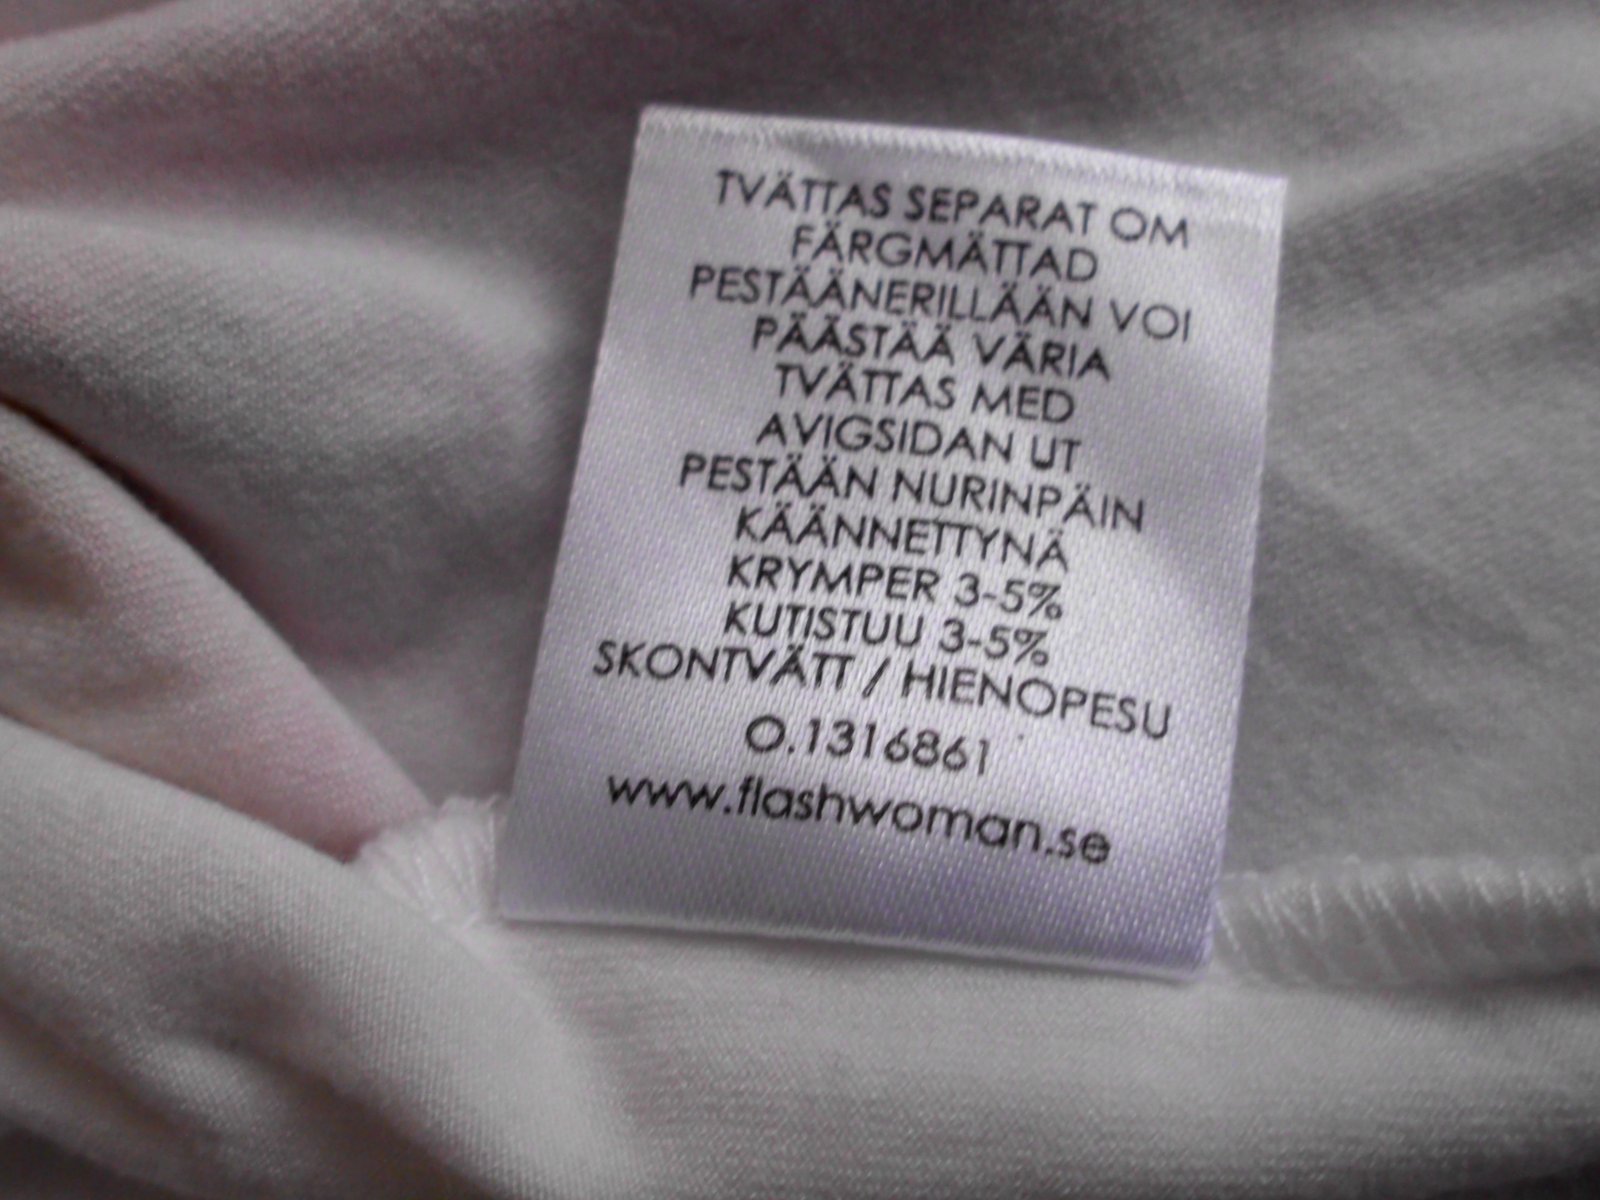 TVÄTTAS SEPARAT OM
FÄRGMÄTTAD
PESTÄÄNERILLÄÄN VOI
PÄÄSTÄÄ VÄRIA
TVÄTTAS MED
AVIGSIDAN UT
PESTÄÄN NURINPÄIN
KÄÄNNETTYNÄ
KRYMPER 3-5%
KUTISTUU 3-5%
SKONTVÄTT / HIENOPESU
O.1316861
www.flashwoman.se